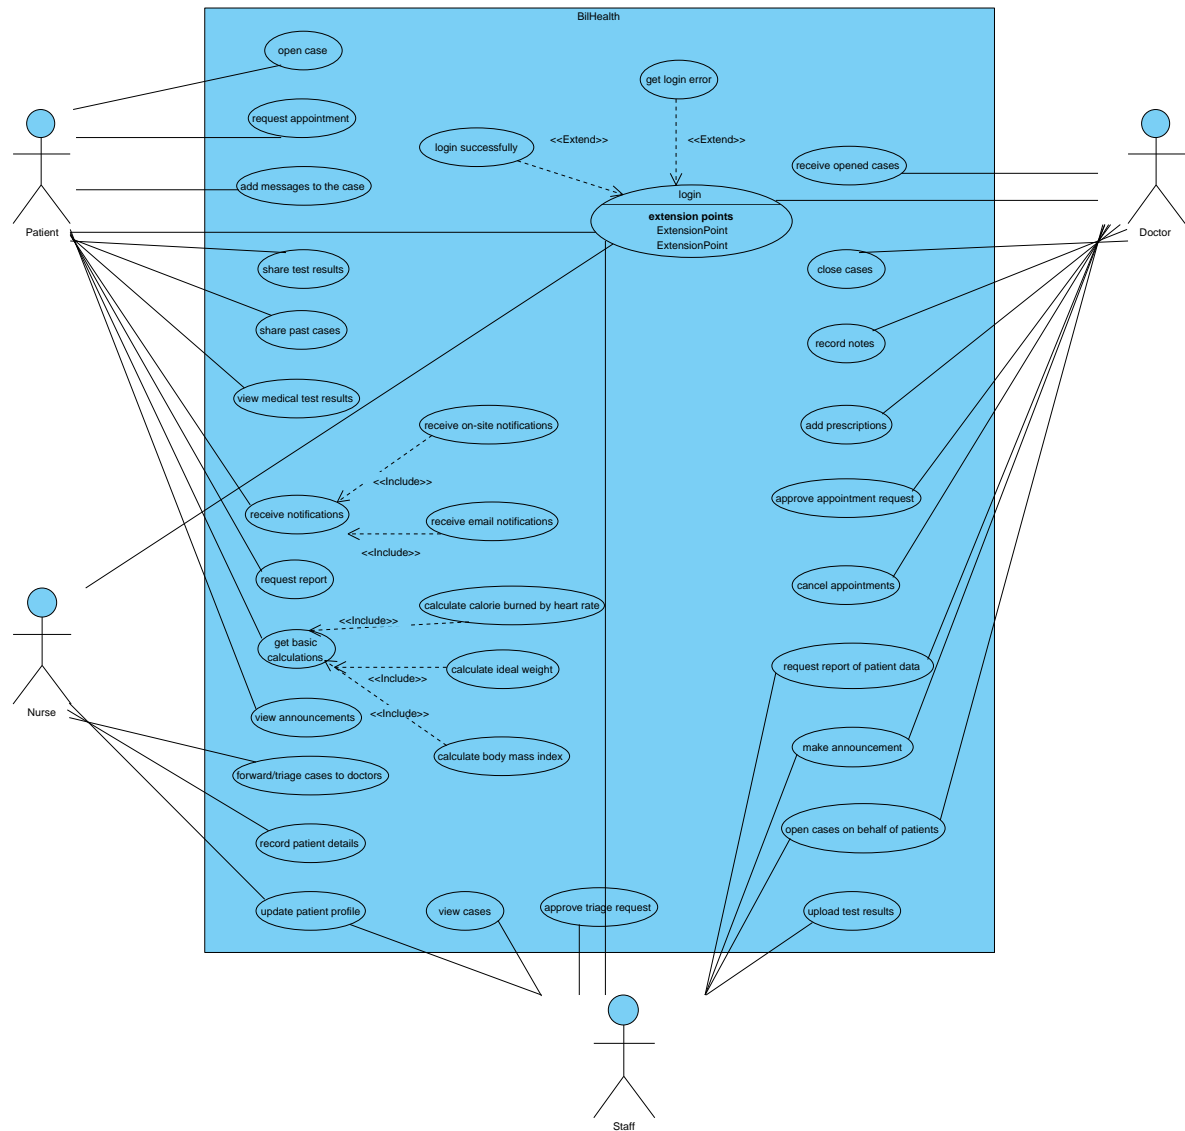 BilHealth
open case
get login error
request appointment
<<Extend>>
<<Extend>>
login successfully
receive opened cases
add messages to the case
login
extension points
ExtensionPoint
ExtensionPoint
Patient
Doctor
share test results
close cases
share past cases
record notes
view medical test results
receive on-site notifications
add prescriptions
<<Include>>
approve appointment request
receive notifications
receive email notifications
<<Include>>
request report
cancel appointments
calculate calorie burned by heart rate
<<Include>>
get basic
calculations
calculate ideal weight
request report of patient data
<<Include>>
Nurse
view announcements
<<Include>>
make announcement
calculate body mass index
forward/triage cases to doctors
open cases on behalf of patients
record patient details
update patient profile
view cases
approve triage request
upload test results
Staff